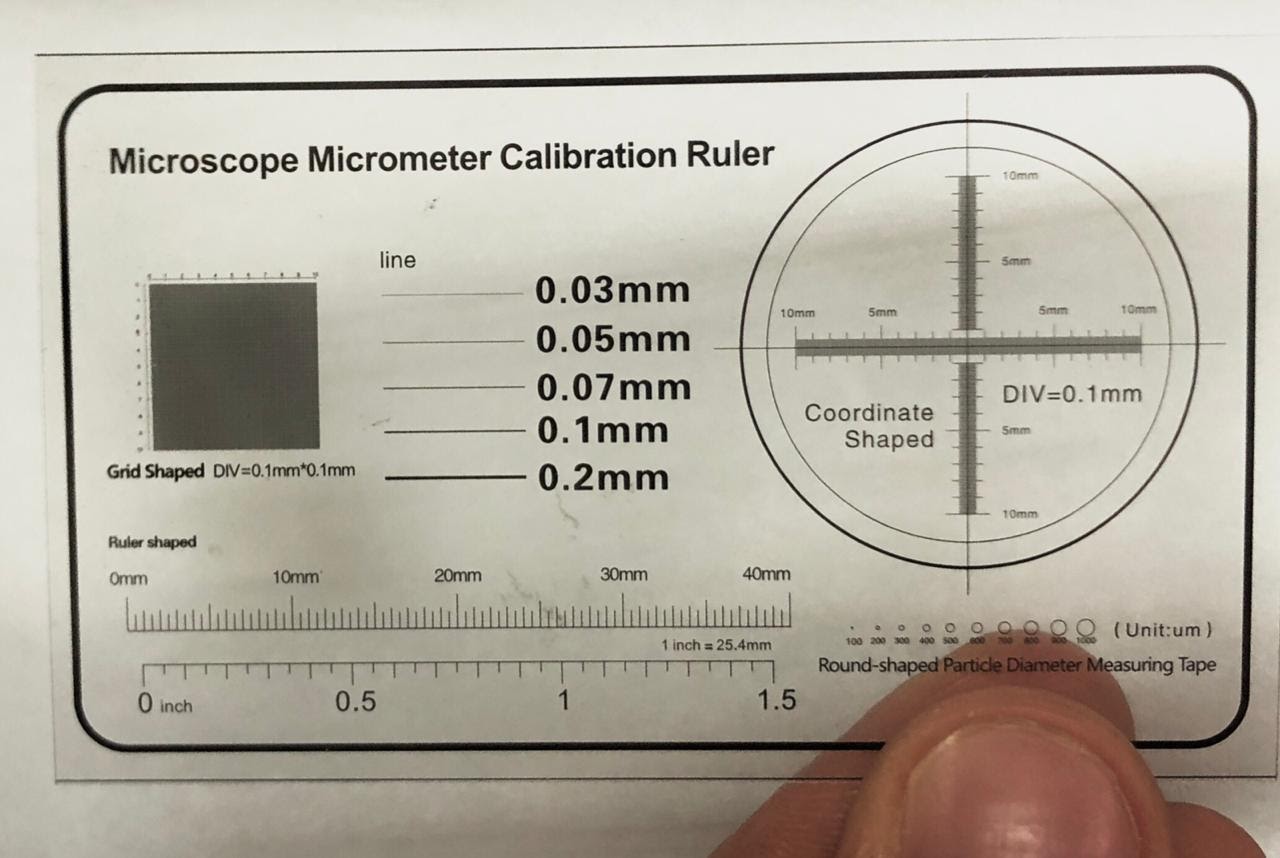 Microscope Micrometer Calibration Ruler
line
0.03mm
0.05mm
0.07mm
0.1mm
0.2mm
Grid Shaped DIV=0.1mm*0.1mm
10mm
5mm
10mm 5mm 5mm 10mm
DIV=0.1mm
Coordinate
Shaped
5mm
10mm
Ruler shaped
0mm 10mm 20mm 30mm 40mm
1 inch = 25.4mm
0 inch 0.5 1 1.5
100 200 300 400 500 600 700 800 900 1000 (Unit:um)
Round-shaped Particle Diameter Measuring Tape